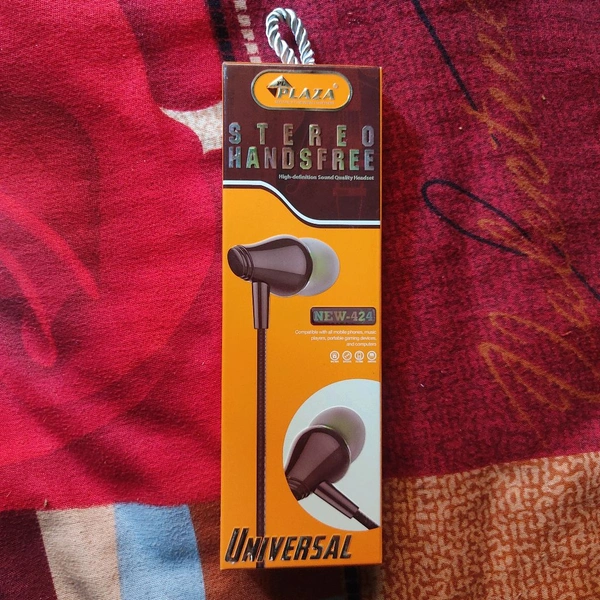 PLAZA
STEREO
HANDSFREE
High-definition Sound Quality Headset
NEW-424
Compatible with all mobile phones, music
players, portable gaming devices,
and computers
UNIVERSAL